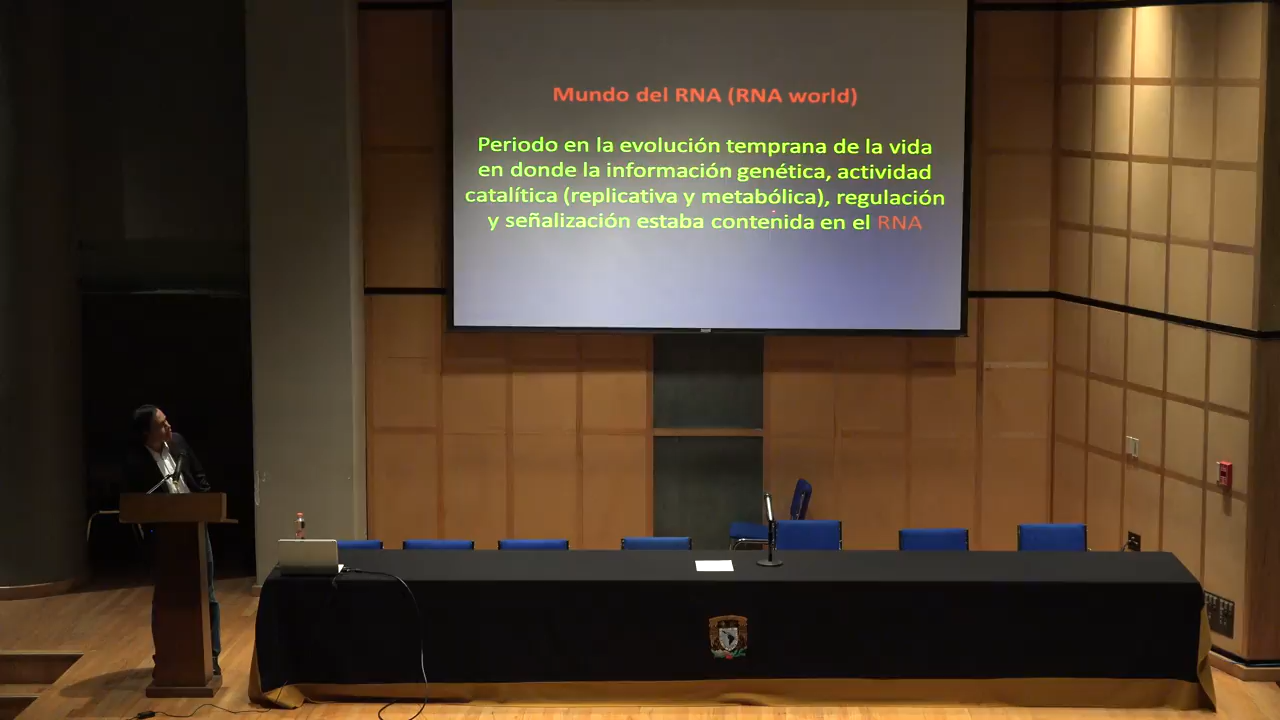 Mundo del RNA (RNA world)
Periodo en la evolución temprana de la vida
en donde la información genética, actividad
catalítica (replicativa y metabólica), regulación
y señalización estaba contenida en el RNA